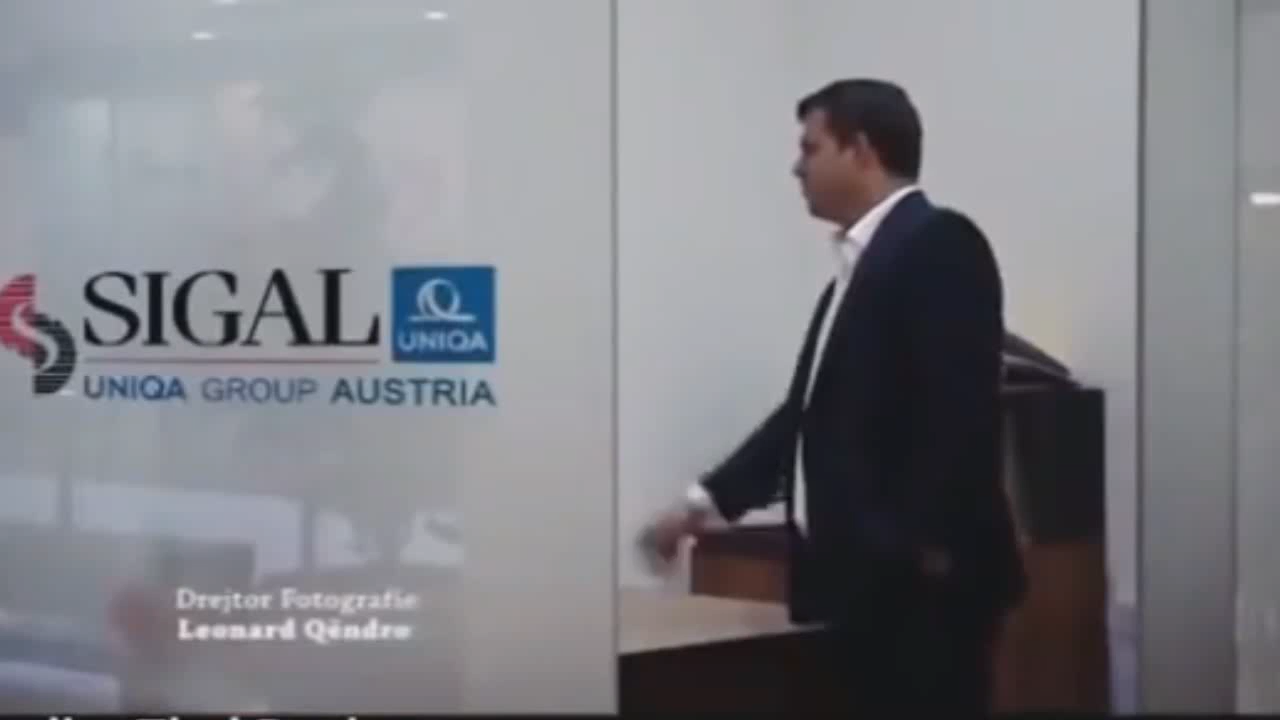 SIGAL
UNIQA
UNIQA GROUP AUSTRIA
Drejtor Fotografie
Leonard Qëndro